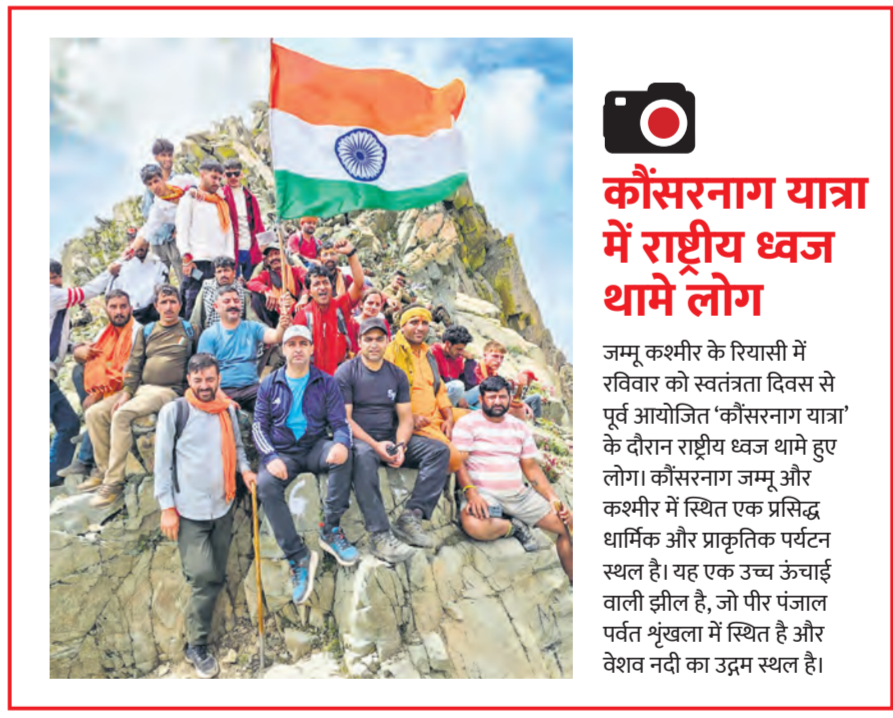 कौंसरनाग यात्रा
में राष्ट्रीय ध्वज
थामे लोग
जम्मू कश्मीर के रियासी में
रविवार को स्वतंत्रता दिवस से
पूर्व आयोजित ‘कौंसरनाग यात्रा’
के दौरान राष्ट्रीय ध्वज थामे हुए
लोग। कौंसरनाग जम्मू और
कश्मीर में स्थित एक प्रसिद्ध
धार्मिक और प्राकृतिक पर्यटन
स्थल है। यह एक उच्च ऊंचाई
वाली झील है, जो पीर पंजाल
पर्वत शृंखला में स्थित है और
वेशव नदी का उद्गम स्थल है।